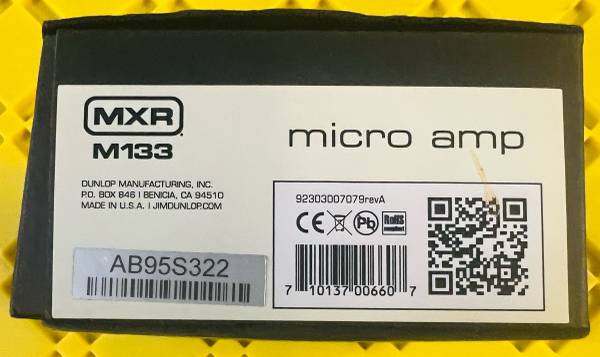 MXR
M133
micro amp
DUNLOP MANUFACTURING, INC.
P.O. BOX 846 | BENICIA, CA 94510
MADE IN U.S.A. | JIMDUNLOP.COM
AB95S322
92303007079revA
CE Pb RoHS
compliant
7 10137 00660 7